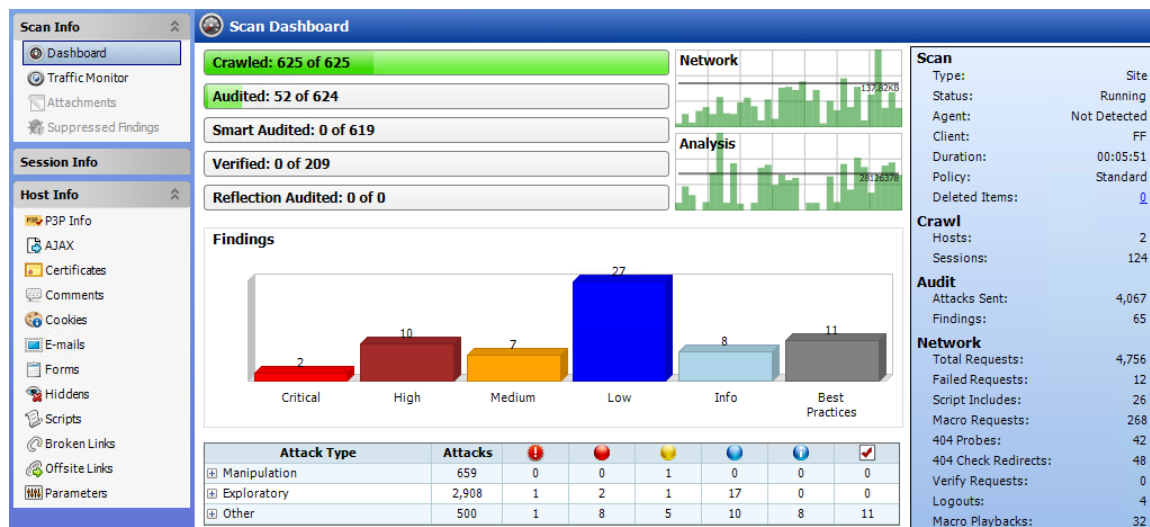 Scan Info
Dashboard
Traffic Monitor
Attachments
Suppressed Findings
Session Info
Host Info
P3P Info
AJAX
Certificates
Comments
Cookies
E-mails
Forms
Hiddens
Scripts
Broken Links
Offsite Links
Parameters
Scan Dashboard
Crawled: 625 of 625
Audited: 52 of 624
Smart Audited: 0 of 619
Verified: 0 of 209
Reflection Audited: 0 of 0
Network
137.82KB
Analysis
28126378
Findings
2
10
7
27
8
11
Critical
High
Medium
Low
Info
Best
Practices
Attack Type Attacks
Manipulation 659 0 0 1 0 0 0
Exploratory 2,908 1 2 1 17 0 0
Other 500 1 8 5 10 8 11
Scan
Type: Site
Status: Running
Agent: Not Detected
Client: FF
Duration: 00:05:51
Policy: Standard
Deleted Items: 0
Crawl
Hosts: 2
Sessions: 124
Audit
Attacks Sent: 4,067
Findings: 65
Network
Total Requests: 4,756
Failed Requests: 12
Script Includes: 26
Macro Requests: 268
404 Probes: 42
404 Check Redirects: 48
Verify Requests: 0
Logouts: 4
Macro Playbacks: 32